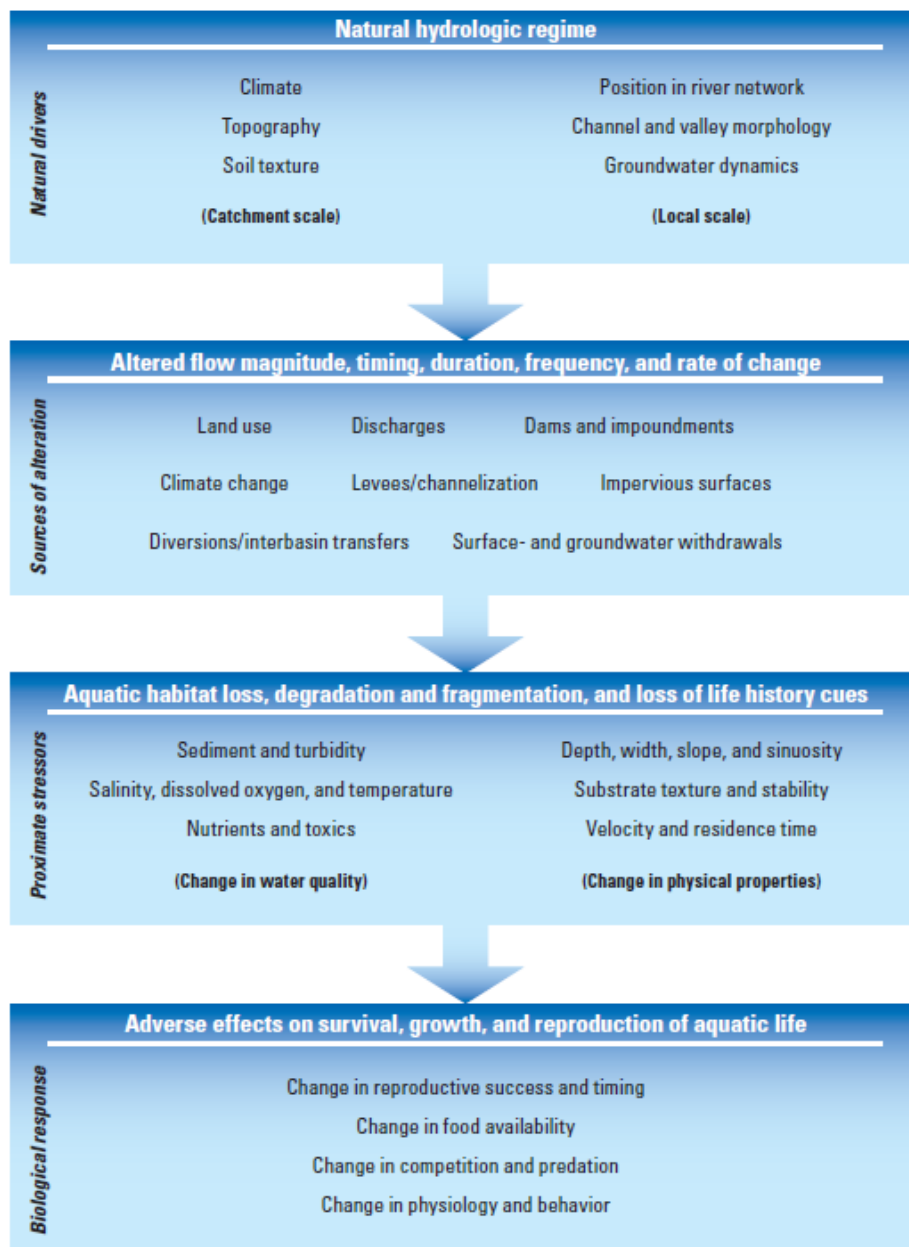 Natural hydrologic regime
Natural drivers
Climate
Topography
Soil texture
(Catchment scale)
Position in river network
Channel and valley morphology
Groundwater dynamics
(Local scale)
Altered flow magnitude, timing, duration, frequency, and rate of change
Sources of alteration
Land use Discharges Dams and impoundments
Climate change Levees/channelization Impervious surfaces
Diversions/interbasin transfers Surface- and groundwater withdrawals
Aquatic habitat loss, degradation and fragmentation, and loss of life history cues
Proximate stressors
Sediment and turbidity
Salinity, dissolved oxygen, and temperature
Nutrients and toxics
(Change in water quality)
Depth, width, slope, and sinuosity
Substrate texture and stability
Velocity and residence time
(Change in physical properties)
Adverse effects on survival, growth, and reproduction of aquatic life
Biological response
Change in reproductive success and timing
Change in food availability
Change in competition and predation
Change in physiology and behavior